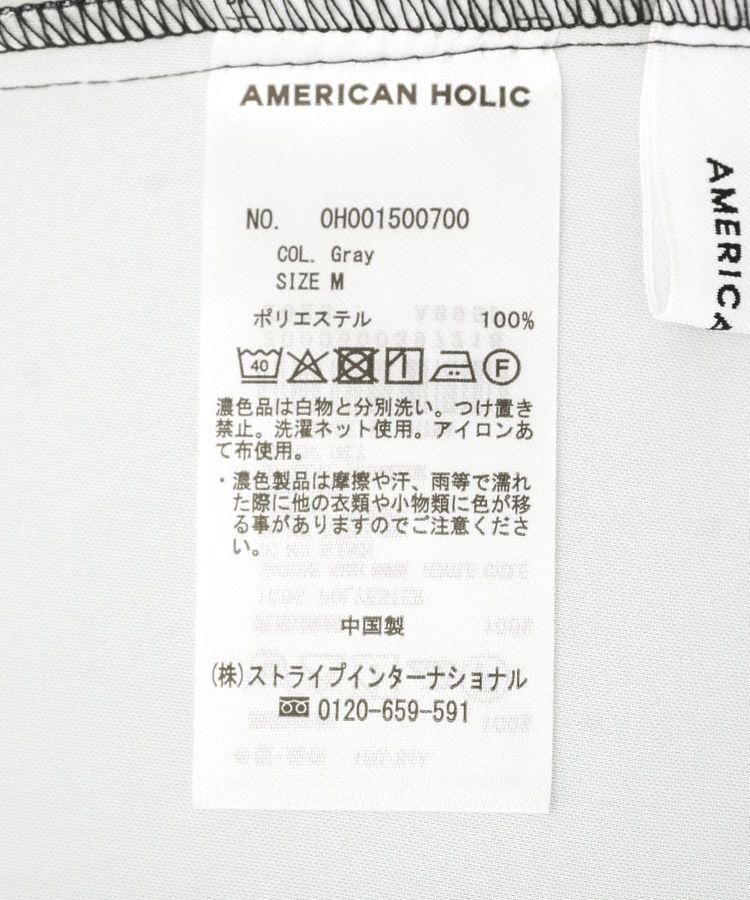 AMERICAN HOLIC
AMERICA
NO. 0H001500700
COL. Gray
SIZE M
ポリエステル 100%
40 F
濃色品は白物と分別洗い。つけ置き
禁止。洗濯ネット使用。アイロンあ
て布使用。
・濃色製品は摩擦や汗、雨等で濡れ
た際に他の衣類や小物類に色が移
る事がありますのでご注意くださ
い。
中国製
(株)ストライプインターナショナル
0120-659-591